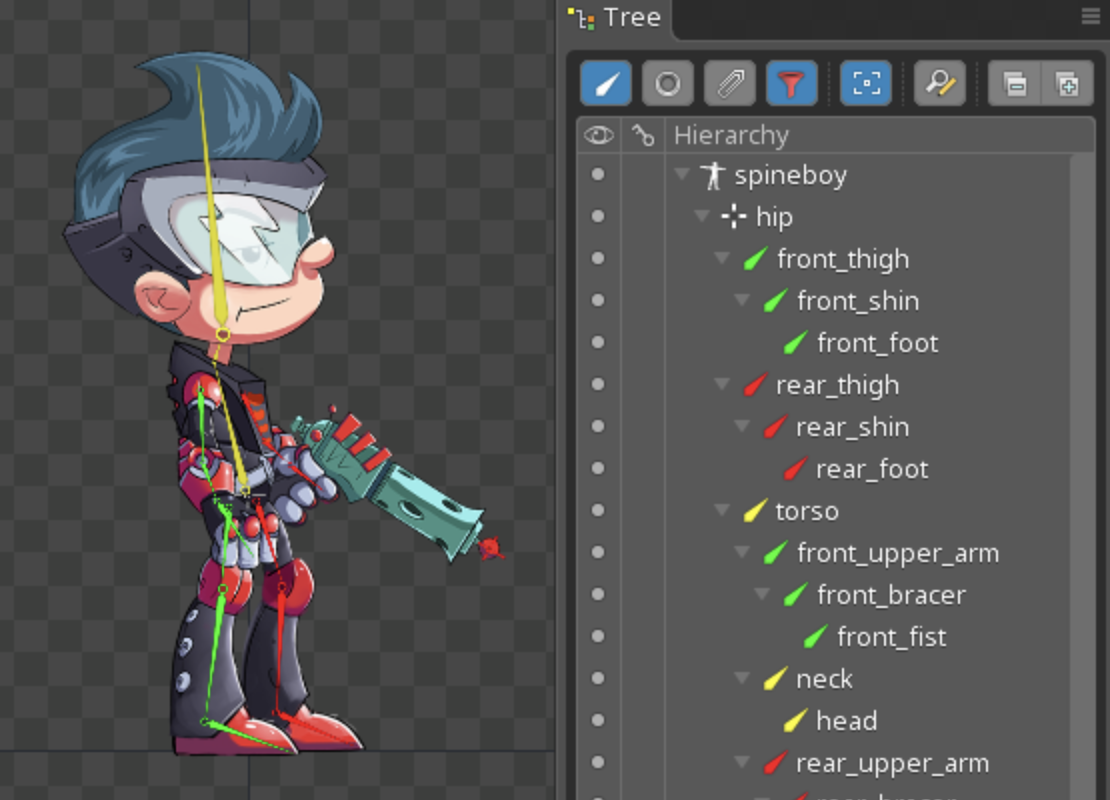 Tree
Hierarchy
spineboy
hip
front_thigh
front_shin
front_foot
rear_thigh
rear_shin
rear_foot
torso
front_upper_arm
front_bracer
front_fist
neck
head
rear_upper_arm